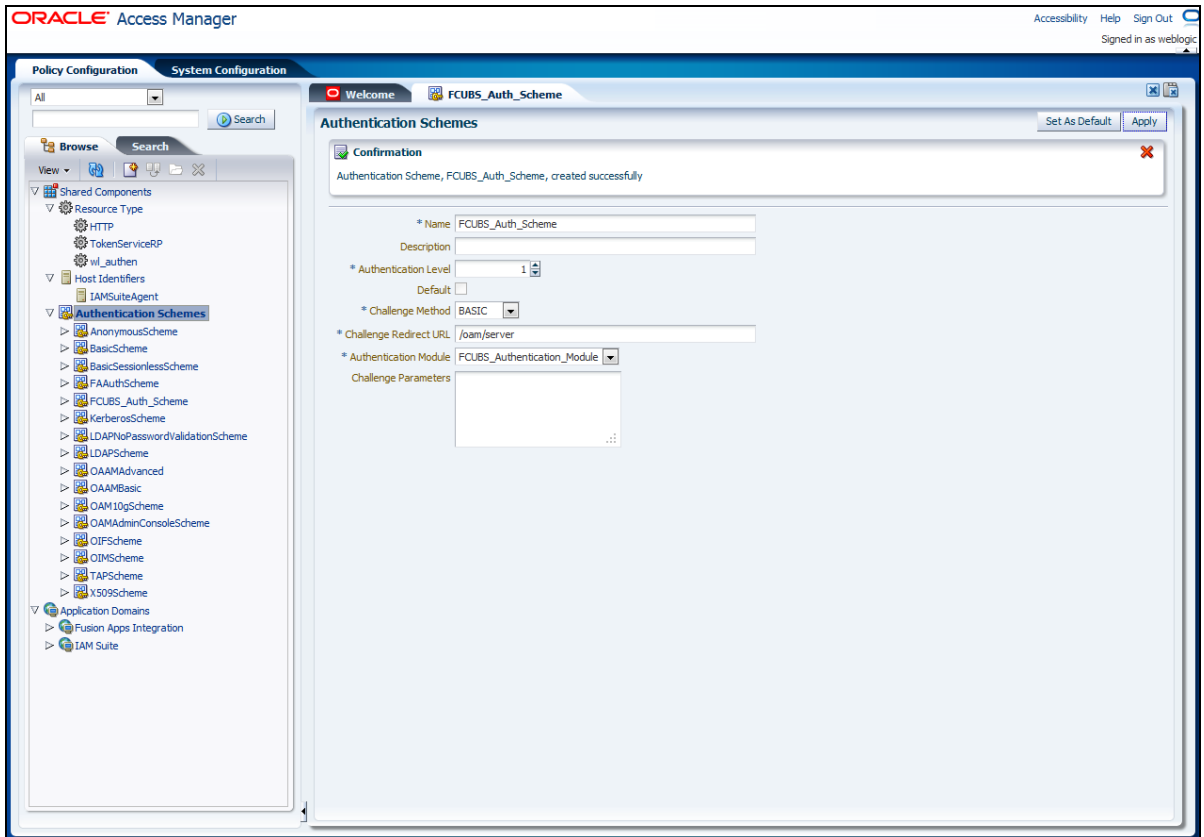 ORACLE Access Manager
Accessibility Help Sign Out
Signed in as weblogic
Policy Configuration System Configuration
All
Search
Browse Search
View
Shared Components
Resource Type
HTTP
TokenServiceRP
wl_authen
Host Identifiers
IAMSuiteAgent
Authentication Schemes
AnonymousScheme
BasicScheme
BasicSessionlessScheme
FAAuthScheme
FCUBS_Auth_Scheme
KerberosScheme
LDAPNoPasswordValidationScheme
LDAPScheme
OAAMAdvanced
OAAMBasic
OAM10gScheme
OAMAdminConsoleScheme
OIFScheme
OIMScheme
TAPScheme
X509Scheme
Application Domains
Fusion Apps Integration
IAM Suite
Welcome FCUBS_Auth_Scheme
Authentication Schemes Set As Default Apply
Confirmation
Authentication Scheme, FCUBS_Auth_Scheme, created successfully
* Name FCUBS_Auth_Scheme
Description
* Authentication Level 1
Default
* Challenge Method BASIC
* Challenge Redirect URL /oam/server
* Authentication Module FCUBS_Authentication_Module
Challenge Parameters